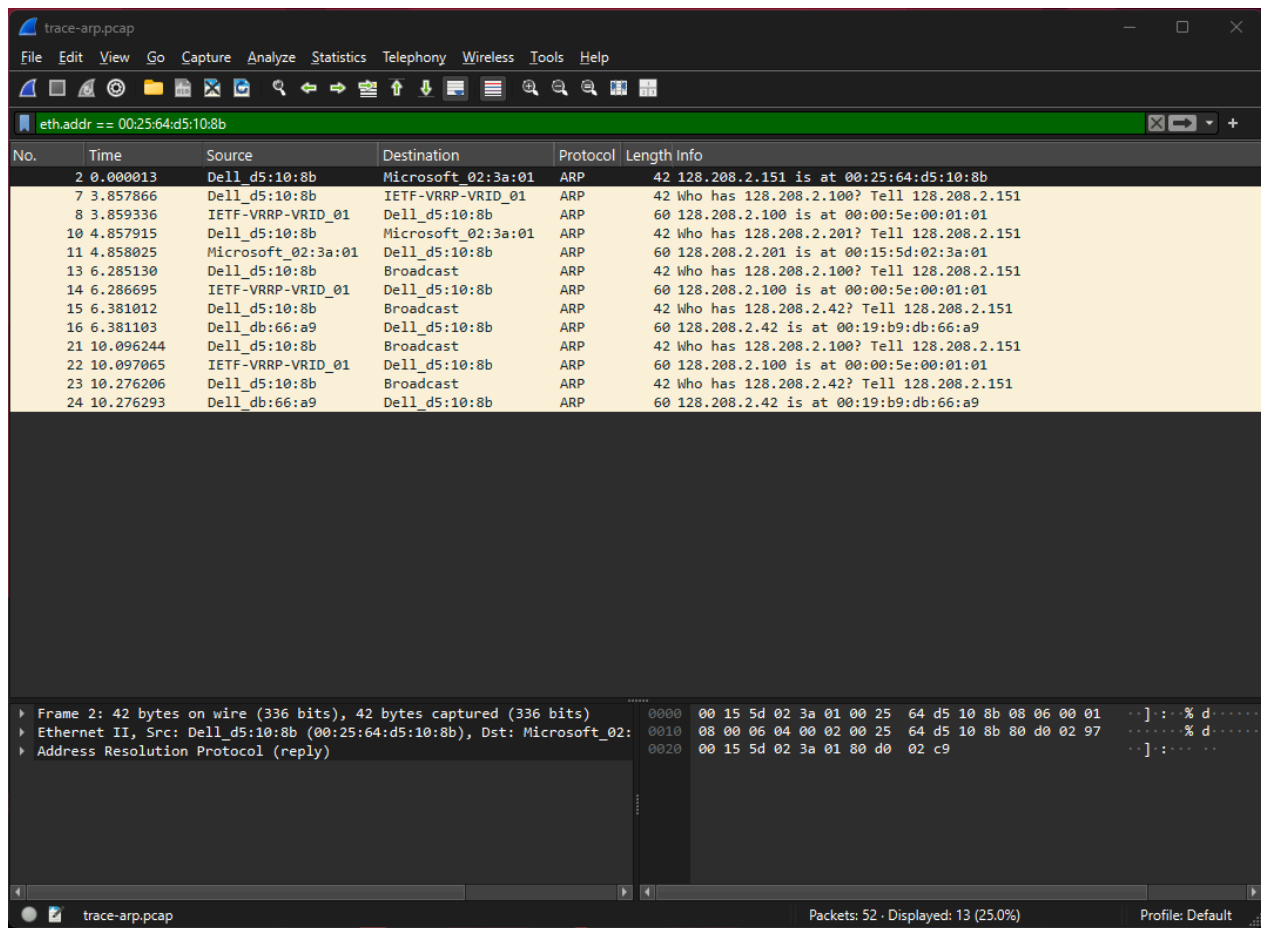 trace-arp.pcap
File Edit View Go Capture Analyze Statistics Telephony Wireless Tools Help
eth.addr == 00:25:64:d5:10:8b
No. Time Source Destination Protocol Length Info
2 0.000013 Dell_d5:10:8b Microsoft_02:3a:01 ARP 42 128.208.2.151 is at 00:25:64:d5:10:8b
7 3.857866 Dell_d5:10:8b IETF-VRRP-VRID_01 ARP 42 Who has 128.208.2.100? Tell 128.208.2.151
8 3.859336 IETF-VRRP-VRID_01 Dell_d5:10:8b ARP 60 128.208.2.100 is at 00:00:5e:00:01:01
10 4.857915 Dell_d5:10:8b Microsoft_02:3a:01 ARP 42 Who has 128.208.2.201? Tell 128.208.2.151
11 4.858025 Microsoft_02:3a:01 Dell_d5:10:8b ARP 60 128.208.2.201 is at 00:15:5d:02:3a:01
13 6.285130 Dell_d5:10:8b Broadcast ARP 42 Who has 128.208.2.100? Tell 128.208.2.151
14 6.286695 IETF-VRRP-VRID_01 Dell_d5:10:8b ARP 60 128.208.2.100 is at 00:00:5e:00:01:01
15 6.381012 Dell_d5:10:8b Broadcast ARP 42 Who has 128.208.2.42? Tell 128.208.2.151
16 6.381103 Dell_db:66:a9 Dell_d5:10:8b ARP 60 128.208.2.42 is at 00:19:b9:db:66:a9
21 10.096244 Dell_d5:10:8b Broadcast ARP 42 Who has 128.208.2.100? Tell 128.208.2.151
22 10.097065 IETF-VRRP-VRID_01 Dell_d5:10:8b ARP 60 128.208.2.100 is at 00:00:5e:00:01:01
23 10.276206 Dell_d5:10:8b Broadcast ARP 42 Who has 128.208.2.42? Tell 128.208.2.151
24 10.276293 Dell_db:66:a9 Dell_d5:10:8b ARP 60 128.208.2.42 is at 00:19:b9:db:66:a9
Frame 2: 42 bytes on wire (336 bits), 42 bytes captured (336 bits)
Ethernet II, Src: Dell_d5:10:8b (00:25:64:d5:10:8b), Dst: Microsoft_02:
Address Resolution Protocol (reply)
0000 00 15 5d 02 3a 01 00 25 64 d5 10 8b 08 06 00 01 ··]·:··% d·······
0010 08 00 06 04 00 02 00 25 64 d5 10 8b 80 d0 02 97 ·······% d·······
0020 00 15 5d 02 3a 01 80 d0 02 c9 ··]·:··· ··
trace-arp.pcap
Packets: 52 · Displayed: 13 (25.0%)
Profile: Default